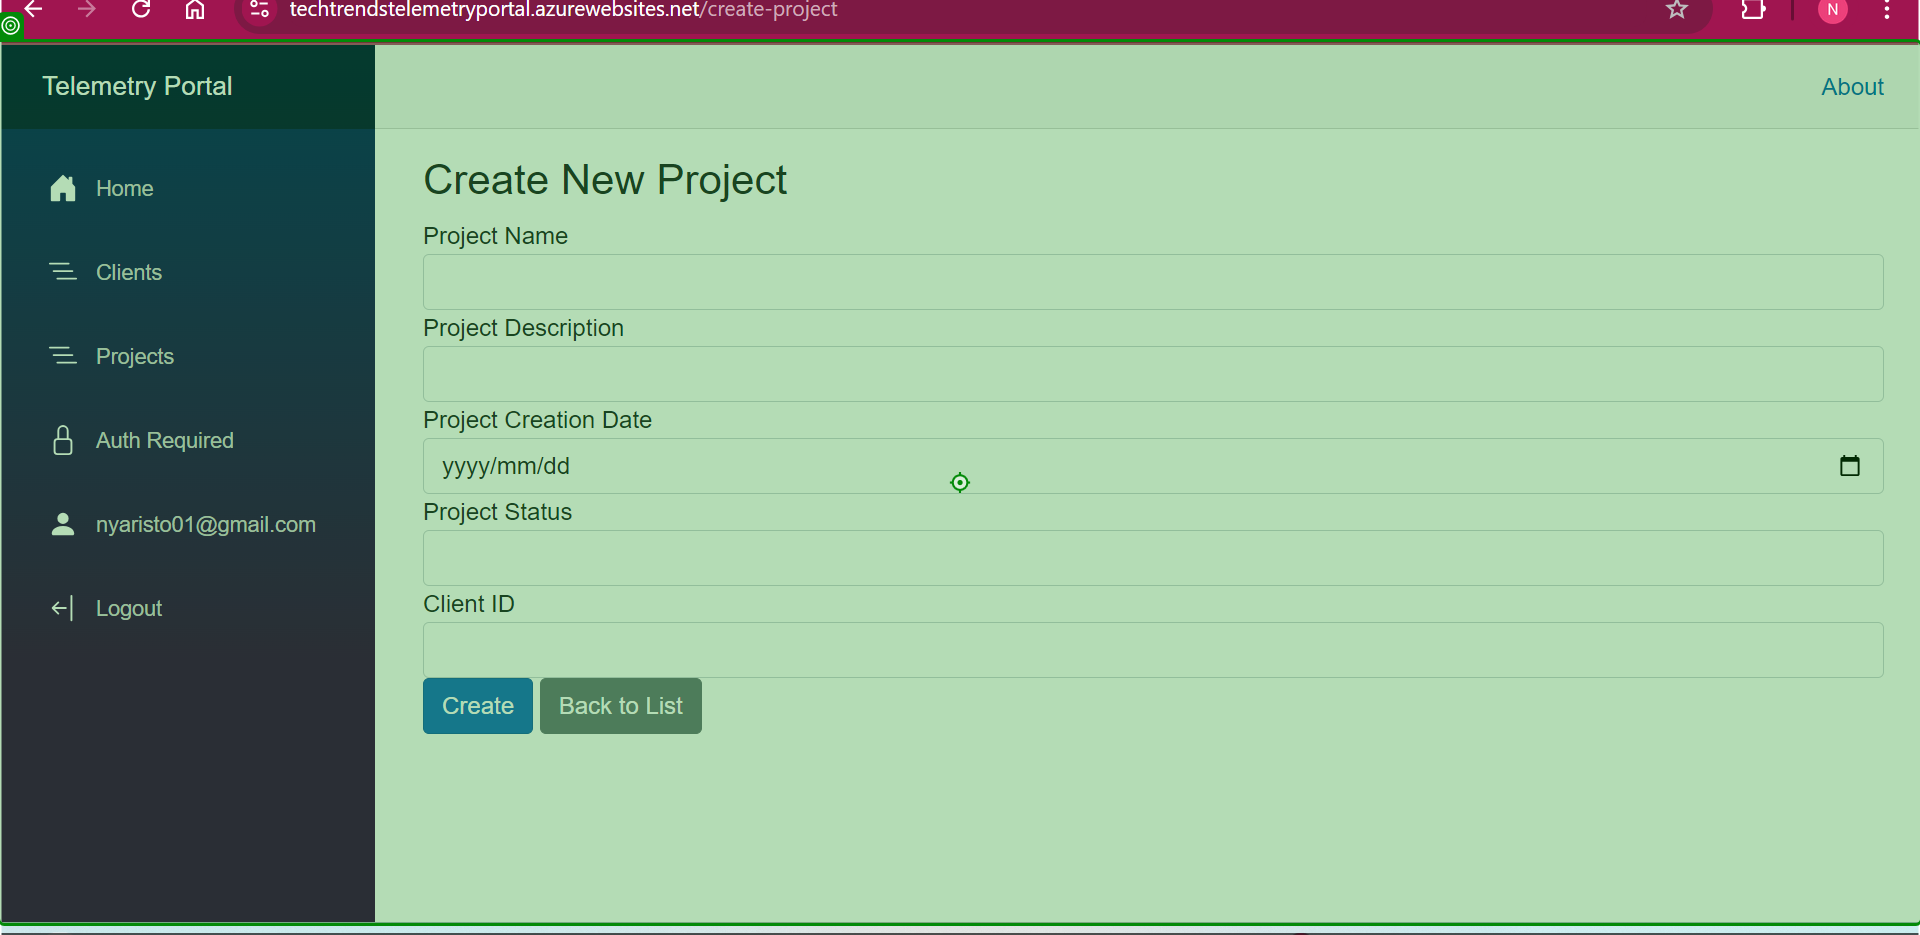 techtrendstelemetryportal.azurewebsites.net/create-project
N
Telemetry Portal
About
Home
Clients
Projects
Auth Required
nyaristo01@gmail.com
Logout
Create New Project
Project Name
Project Description
Project Creation Date
yyyy/mm/dd
Project Status
Client ID
Create
Back to List